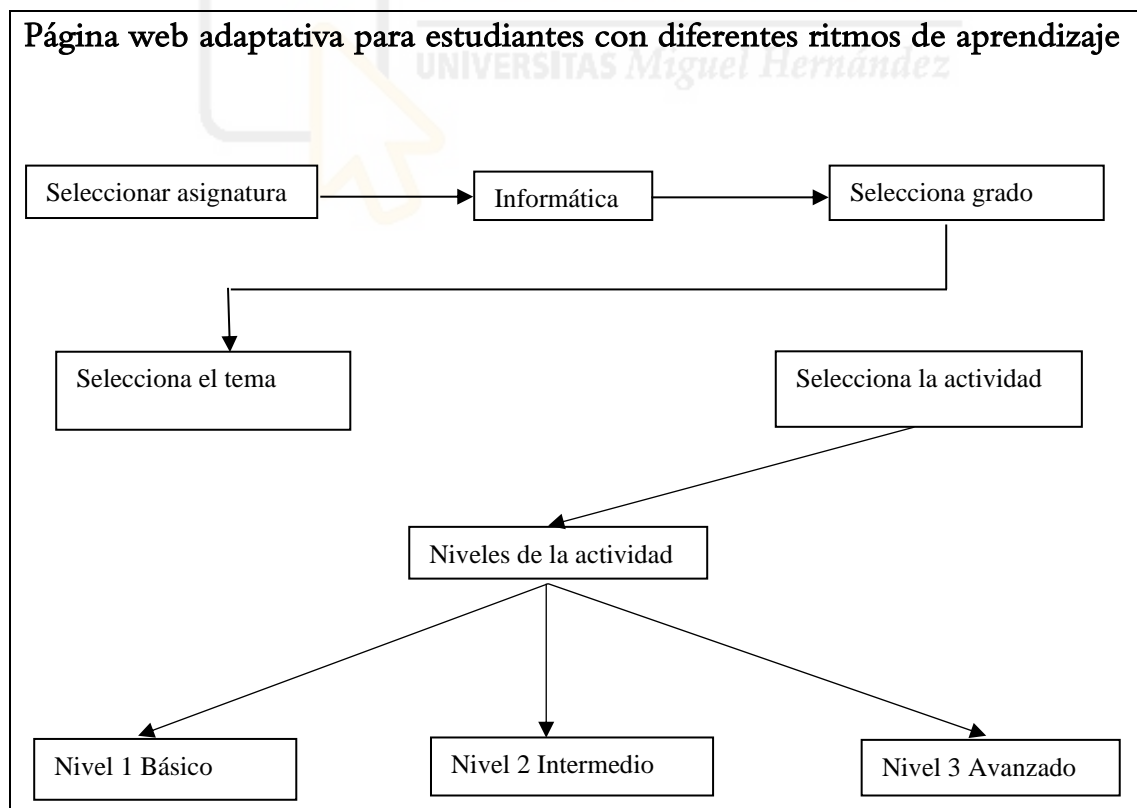 Página web adaptativa para estudiantes con diferentes ritmos de aprendizaje
UNIVERSITAS Miguel Hernández
Seleccionar asignatura
Informática
Selecciona grado
Selecciona el tema
Selecciona la actividad
Niveles de la actividad
Nivel 1 Básico
Nivel 2 Intermedio
Nivel 3 Avanzado